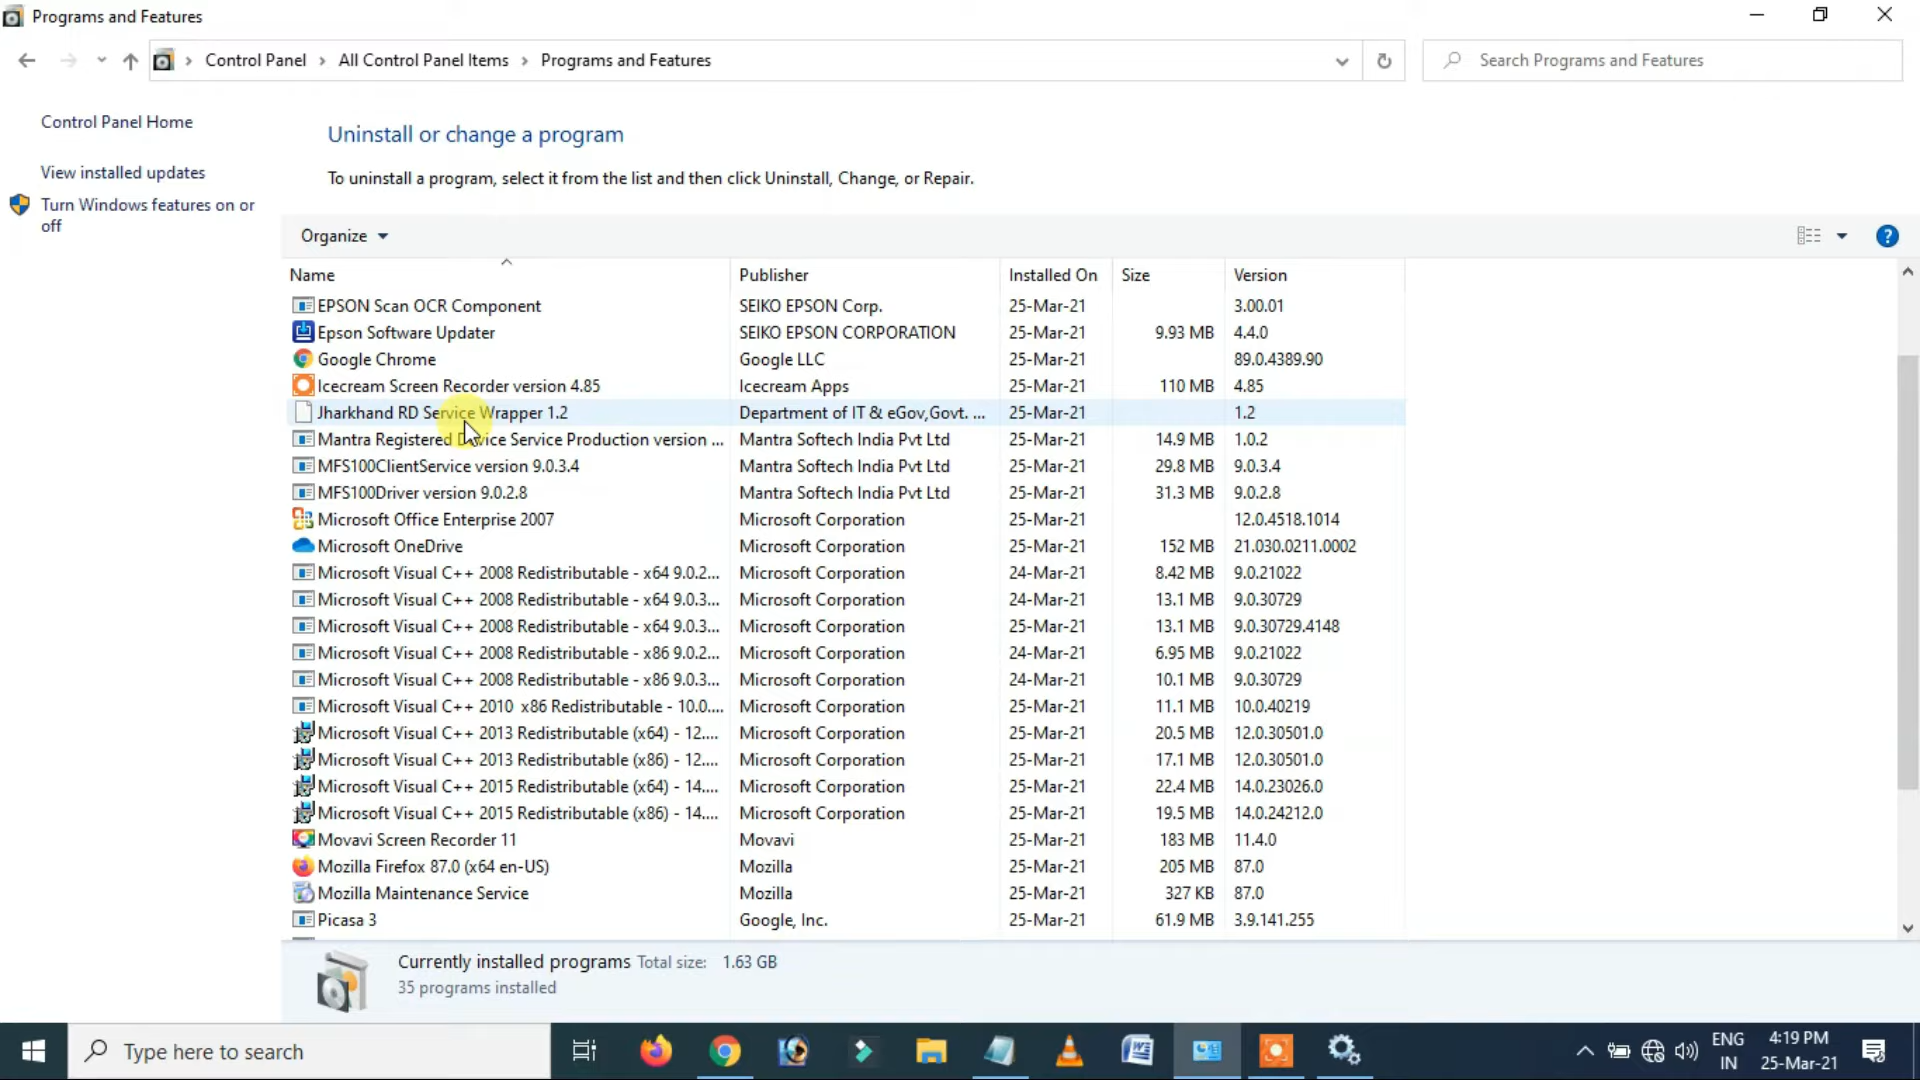 Programs and Features
Control Panel > All Control Panel Items > Programs and Features
Search Programs and Features
Control Panel Home
View installed updates
Turn Windows features on or
off
Uninstall or change a program
To uninstall a program, select it from the list and then click Uninstall, Change, or Repair.
Organize
Name Publisher Installed On Size Version
EPSON Scan OCR Component SEIKO EPSON Corp. 25-Mar-21 3.00.01
Epson Software Updater SEIKO EPSON CORPORATION 25-Mar-21 9.93 MB 4.4.0
Google Chrome Google LLC 25-Mar-21 89.0.4389.90
Icecream Screen Recorder version 4.85 Icecream Apps 25-Mar-21 110 MB 4.85
Jharkhand RD Service Wrapper 1.2 Department of IT & eGov,Govt. ... 25-Mar-21 1.2
Mantra Registered Device Service Production version ... Mantra Softech India Pvt Ltd 25-Mar-21 14.9 MB 1.0.2
MFS100ClientService version 9.0.3.4 Mantra Softech India Pvt Ltd 25-Mar-21 29.8 MB 9.0.3.4
MFS100Driver version 9.0.2.8 Mantra Softech India Pvt Ltd 25-Mar-21 31.3 MB 9.0.2.8
Microsoft Office Enterprise 2007 Microsoft Corporation 25-Mar-21 12.0.4518.1014
Microsoft OneDrive Microsoft Corporation 25-Mar-21 152 MB 21.030.0211.0002
Microsoft Visual C++ 2008 Redistributable - x64 9.0.2... Microsoft Corporation 24-Mar-21 8.42 MB 9.0.21022
Microsoft Visual C++ 2008 Redistributable - x64 9.0.3... Microsoft Corporation 24-Mar-21 13.1 MB 9.0.30729
Microsoft Visual C++ 2008 Redistributable - x64 9.0.3... Microsoft Corporation 25-Mar-21 13.1 MB 9.0.30729.4148
Microsoft Visual C++ 2008 Redistributable - x86 9.0.2... Microsoft Corporation 24-Mar-21 6.95 MB 9.0.21022
Microsoft Visual C++ 2008 Redistributable - x86 9.0.3... Microsoft Corporation 24-Mar-21 10.1 MB 9.0.30729
Microsoft Visual C++ 2010 x86 Redistributable - 10.0.... Microsoft Corporation 25-Mar-21 11.1 MB 10.0.40219
Microsoft Visual C++ 2013 Redistributable (x64) - 12.... Microsoft Corporation 25-Mar-21 20.5 MB 12.0.30501.0
Microsoft Visual C++ 2013 Redistributable (x86) - 12.... Microsoft Corporation 25-Mar-21 17.1 MB 12.0.30501.0
Microsoft Visual C++ 2015 Redistributable (x64) - 14.... Microsoft Corporation 25-Mar-21 22.4 MB 14.0.23026.0
Microsoft Visual C++ 2015 Redistributable (x86) - 14.... Microsoft Corporation 25-Mar-21 19.5 MB 14.0.24212.0
Movavi Screen Recorder 11 Movavi 25-Mar-21 183 MB 11.4.0
Mozilla Firefox 87.0 (x64 en-US) Mozilla 25-Mar-21 205 MB 87.0
Mozilla Maintenance Service Mozilla 25-Mar-21 327 KB 87.0
Picasa 3 Google, Inc. 25-Mar-21 61.9 MB 3.9.141.255
Currently installed programs Total size: 1.63 GB
35 programs installed
Type here to search
ENG 4:19 PM
IN 25-Mar-21